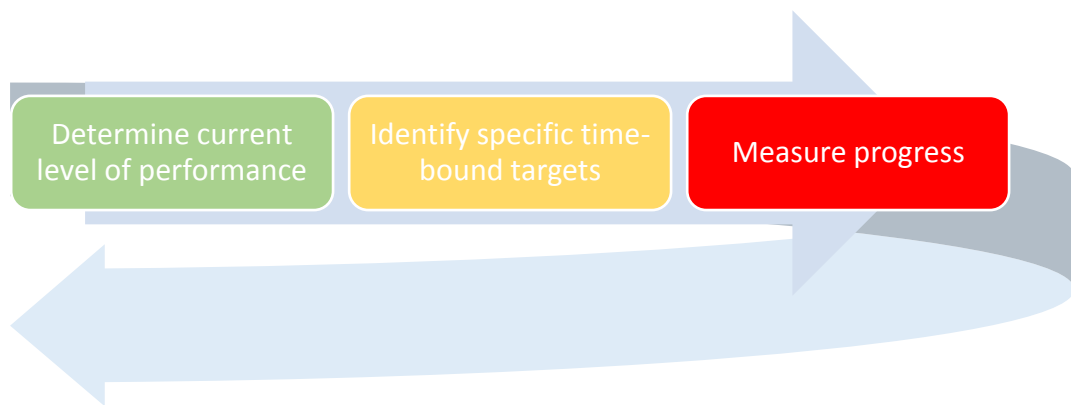 Determine current
level of performance
Identify specific time-
bound targets
Measure progress